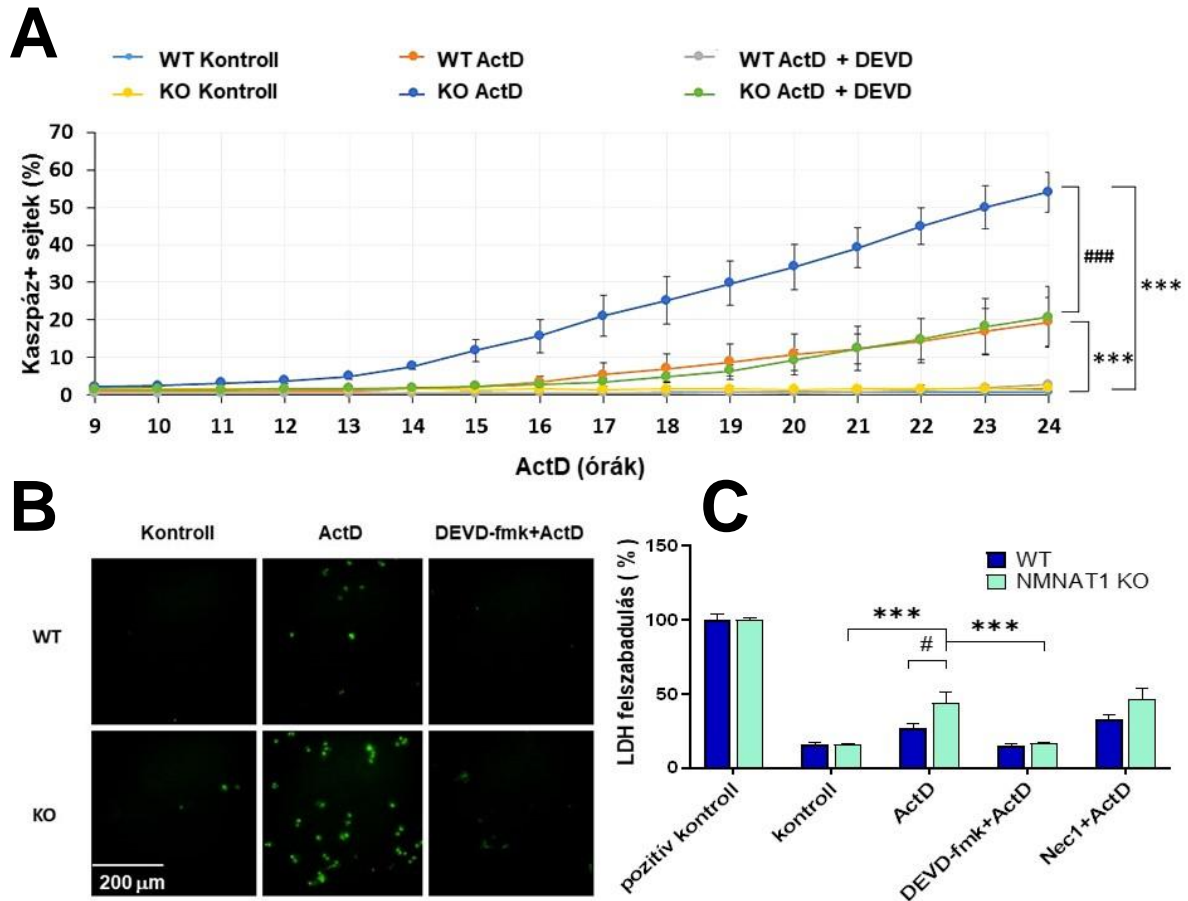 A
WT Kontroll
WT ActD
WT ActD + DEVD
KO Kontroll
KO ActD
KO ActD + DEVD
Kaszpáz+ sejtek (%)
70
60
50
40
30
20
10
0
###
***
***
9 10 11 12 13 14 15 16 17 18 19 20 21 22 23 24
ActD (órák)
B
Kontroll
ActD
DEVD-fmk+ActD
WT
KO
200 µm
C
LDH felszabadulás ( % )
150
100
50
0
WT
NMNAT1 KO
***
***
#
pozitív kontroll
kontroll
ActD
DEVD-fmk+ActD
Nec1+ActD